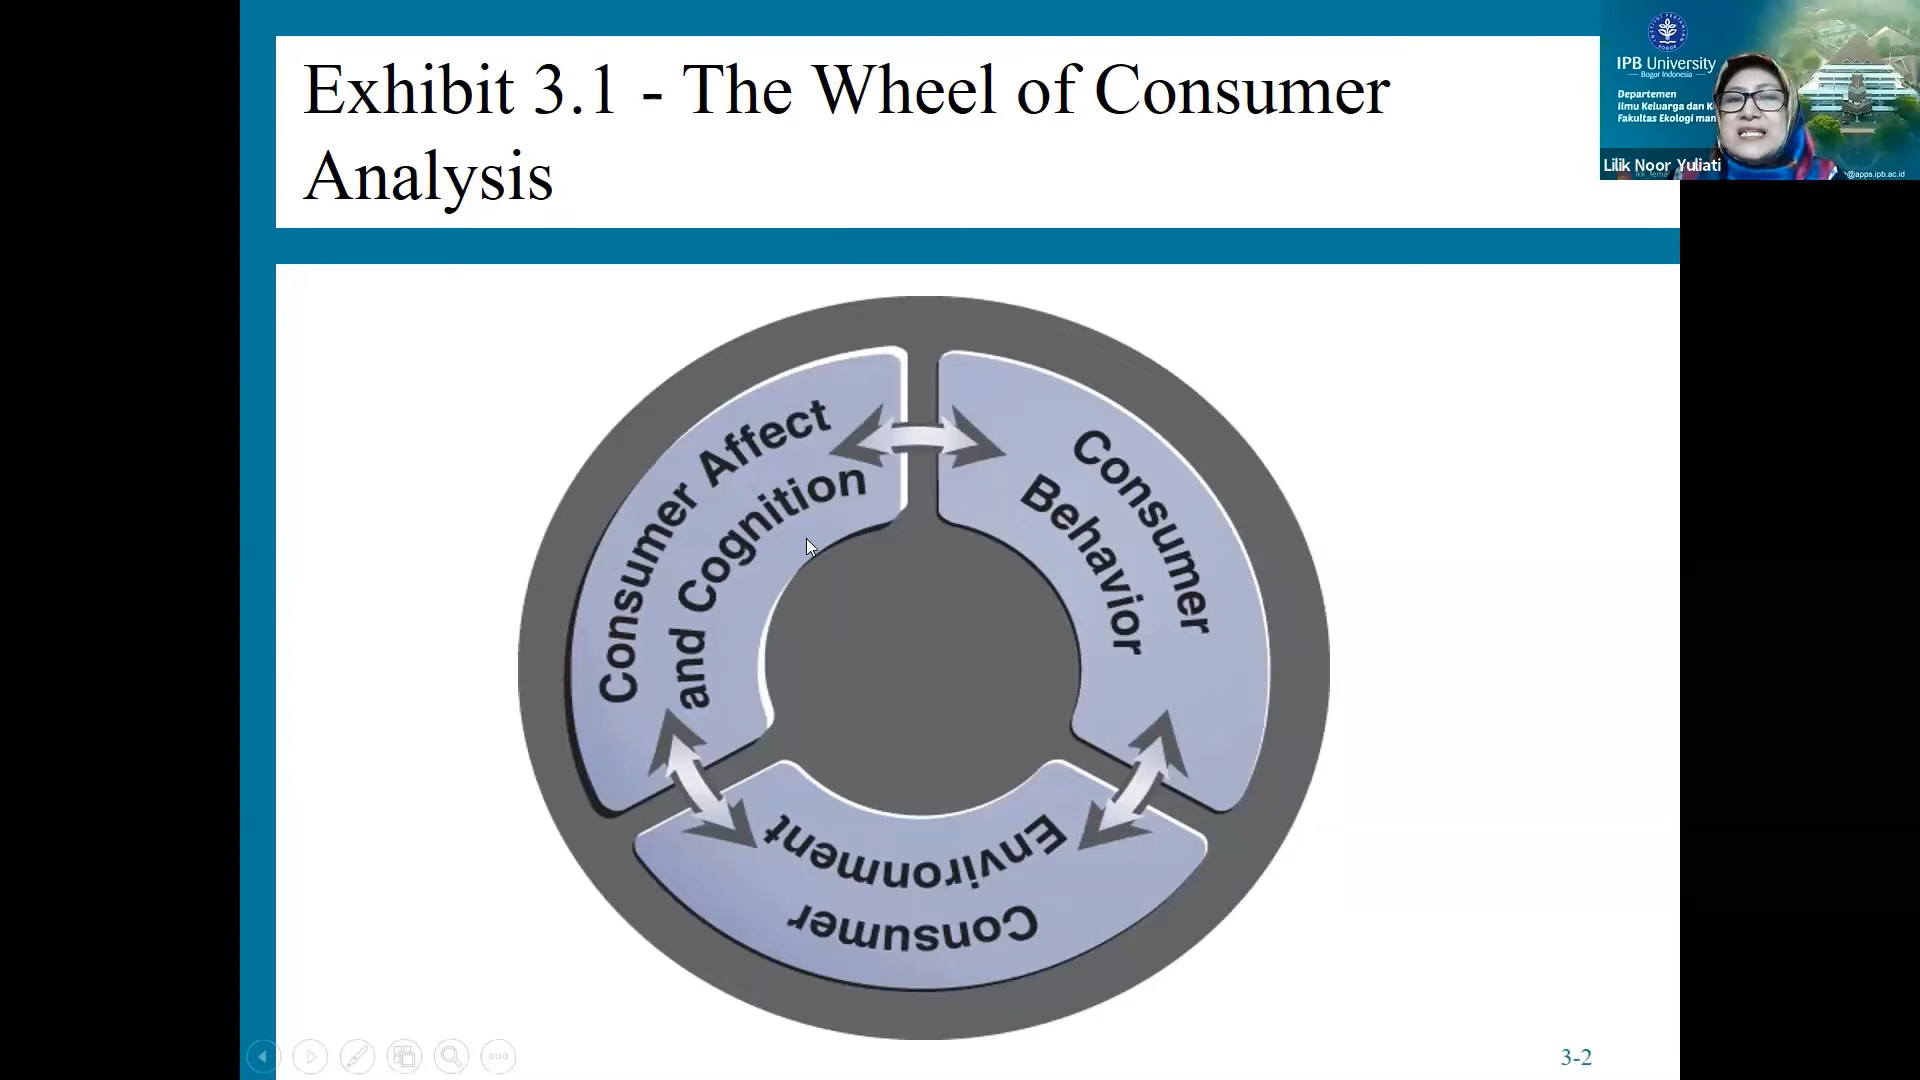 Exhibit 3.1 - The Wheel of Consumer
Analysis
IPB University
Bogor Indonesia
Departemen
Ilmu Keluarga dan K
Fakultas Ekologi man
Lilik Noor Yuliati
@apps.ipb.ac.id
Consumer Affect
and Cognition
Consumer
Behavior
Consumer
Environment
3-2